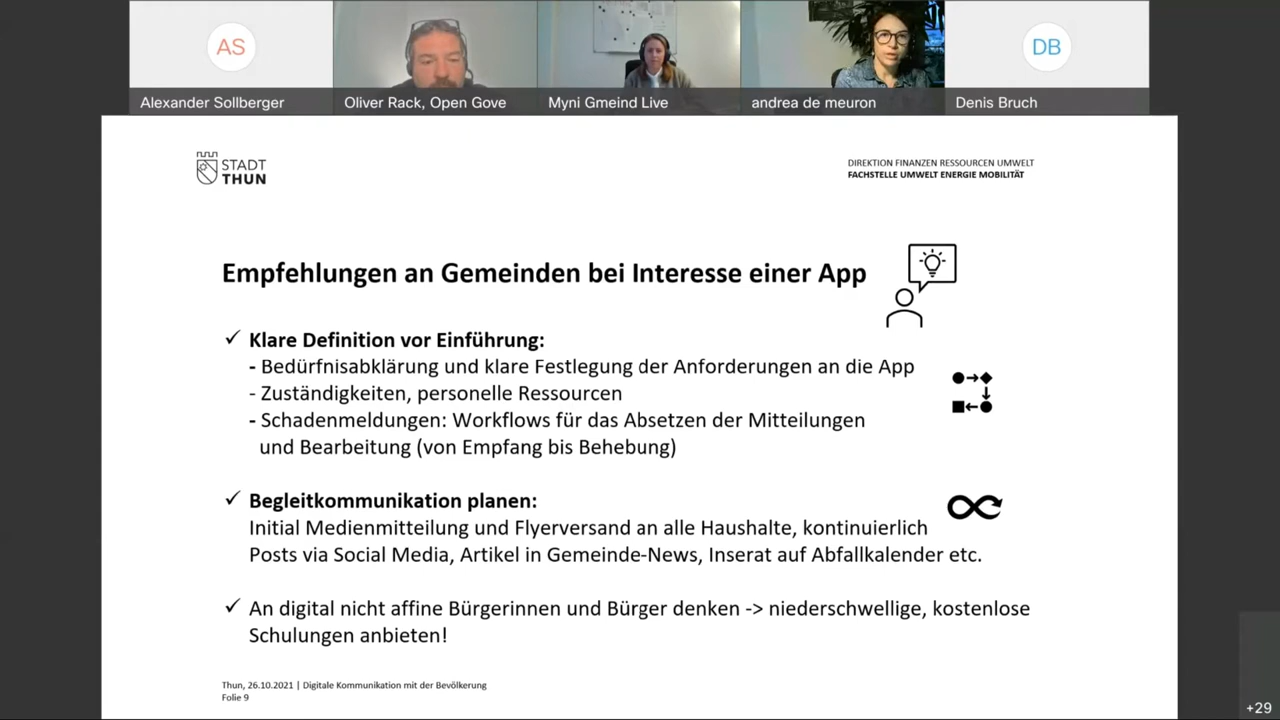 AS
DB
Alexander Sollberger
Oliver Rack, Open Gove
Myni Gmeind Live
andrea de meuron
Denis Bruch
STADT
THUN
DIREKTION FINANZEN RESSOURCEN UMWELT
FACHSTELLE UMWELT ENERGIE MOBILITÄT
Empfehlungen an Gemeinden bei Interesse einer App
✓ Klare Definition vor Einführung:
- Bedürfnisabklärung und klare Festlegung der Anforderungen an die App
- Zuständigkeiten, personelle Ressourcen
- Schadenmeldungen: Workflows für das Absetzen der Mitteilungen
und Bearbeitung (von Empfang bis Behebung)
✓ Begleitkommunikation planen:
Initial Medienmitteilung und Flyerversand an alle Haushalte, kontinuierlich
Posts via Social Media, Artikel in Gemeinde-News, Inserat auf Abfallkalender etc.
✓ An digital nicht affine Bürgerinnen und Bürger denken -> niederschwellige, kostenlose
Schulungen anbieten!
Thun, 26.10.2021 | Digitale Kommunikation mit der Bevölkerung
Folie 9
+29